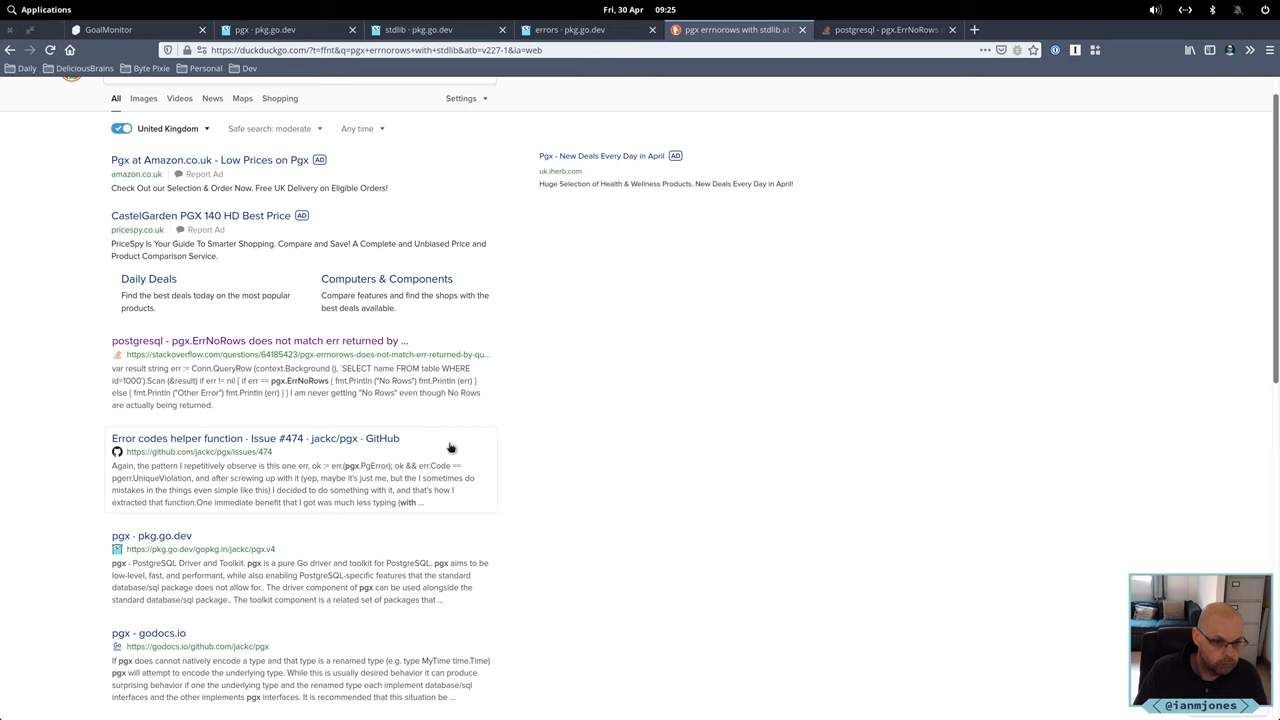 Applications
Fri, 30 Apr 09:25
GoalMonitor
pgx · pkg.go.dev
stdlib · pkg.go.dev
errors · pkg.go.dev
pgx errnorows with stdlib at
postgresql - pgx.ErrNoRows
https://duckduckgo.com/?t=ffnt&q=pgx+errnorows+with+stdlib&atb=v227-1&ia=web
Daily
DeliciousBrains
Byte Pixie
Personal
Dev
All
Images
Videos
News
Maps
Shopping
Settings
United Kingdom
Safe search: moderate
Any time
Pgx at Amazon.co.uk - Low Prices on Pgx AD
amazon.co.uk
Report Ad
Check Out our Selection & Order Now. Free UK Delivery on Eligible Orders!
Pgx - New Deals Every Day in April AD
uk.iherb.com
Huge Selection of Health & Wellness Products. New Deals Every Day in April!
CastelGarden PGX 140 HD Best Price AD
pricespy.co.uk
Report Ad
PriceSpy Is Your Guide To Smarter Shopping. Compare and Save! A Complete and Unbiased Price and
Product Comparison Service.
Daily Deals
Find the best deals today on the most popular
products.
Computers & Components
Compare features and find the shops with the
best deals available.
postgresql - pgx.ErrNoRows does not match err returned by ...
https://stackoverflow.com/questions/64185423/pgx-errnorows-does-not-match-err-returned-by-qu...
var result string err := Conn.QueryRow (context.Background (), `SELECT name FROM table WHERE
id=1000`).Scan (&result) if err != nil { if err == pgx.ErrNoRows { fmt.Println ("No Rows") fmt.Println (err) }
else { fmt.Println ("Other Error") fmt.Println (err) } } I am never getting "No Rows" even though No Rows
are actually being returned.
Error codes helper function · Issue #474 · jackc/pgx · GitHub
https://github.com/jackc/pgx/issues/474
Again, the pattern I repetitively observe is this one err, ok := err.(pgx.PgError); ok && err.Code ==
pgerr.UniqueViolation, and after screwing up with it (yep, maybe it's just me, but the I sometimes do
mistakes in the things even simple like this) I decided to do something with it, and that's how I
extracted that function.One immediate benefit that I got was much less typing (with ...
pgx · pkg.go.dev
https://pkg.go.dev/gopkg.in/jackc/pgx.v4
pgx - PostgreSQL Driver and Toolkit. pgx is a pure Go driver and toolkit for PostgreSQL. pgx aims to be
low-level, fast, and performant, while also enabling PostgreSQL-specific features that the standard
database/sql package does not allow for.. The driver component of pgx can be used alongside the
standard database/sql package.. The toolkit component is a related set of packages that ...
pgx - godocs.io
Go https://godocs.io/github.com/jackc/pgx
If pgx does cannot natively encode a type and that type is a renamed type (e.g. type MyTime time.Time)
pgx will attempt to encode the underlying type. While this is usually desired behavior it can produce
surprising behavior if one the underlying type and the renamed type each implement database/sql
interfaces and the other implements pgx interfaces. It is recommended that this situation be ...
@ianmjones